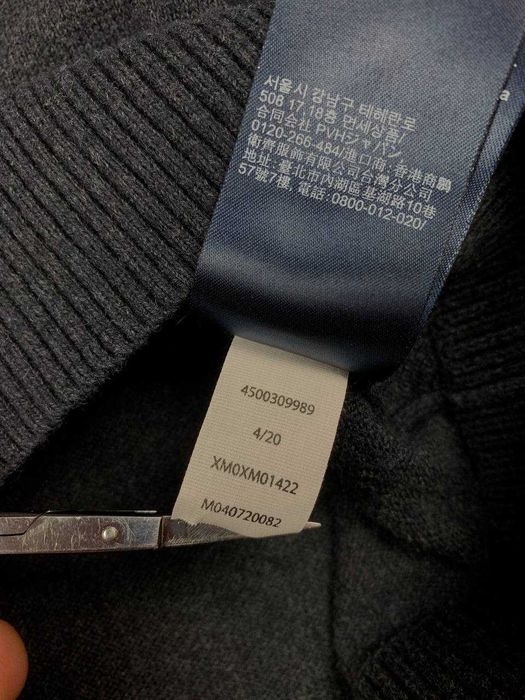 서울시 강남구 테헤란로
508 17,18층 면세상품/
合同会社 PVHジャパン,
0120-266-484/進口商:香港商鵬
衛齊服飾有限公司台灣分公司
地址:臺北市內湖區基湖路10巷
57號7樓, 電話:0800-012-020/
a
4500309989
4/20
XM0XM01422
M040720082